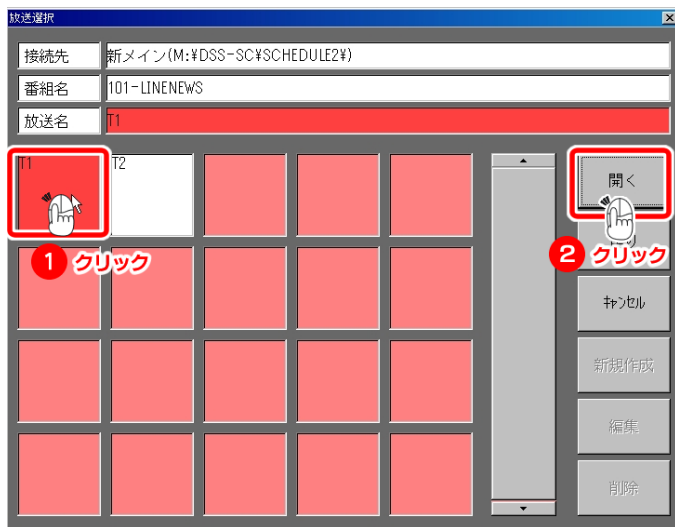 放送選択
接続先
新メイン(M:¥DSS-SC¥SCHEDULE2¥)
番組名
101-LINENEWS
放送名
T1
T1
T2
開く
1 クリック
2 クリック
キャンセル
新規作成
編集
削除